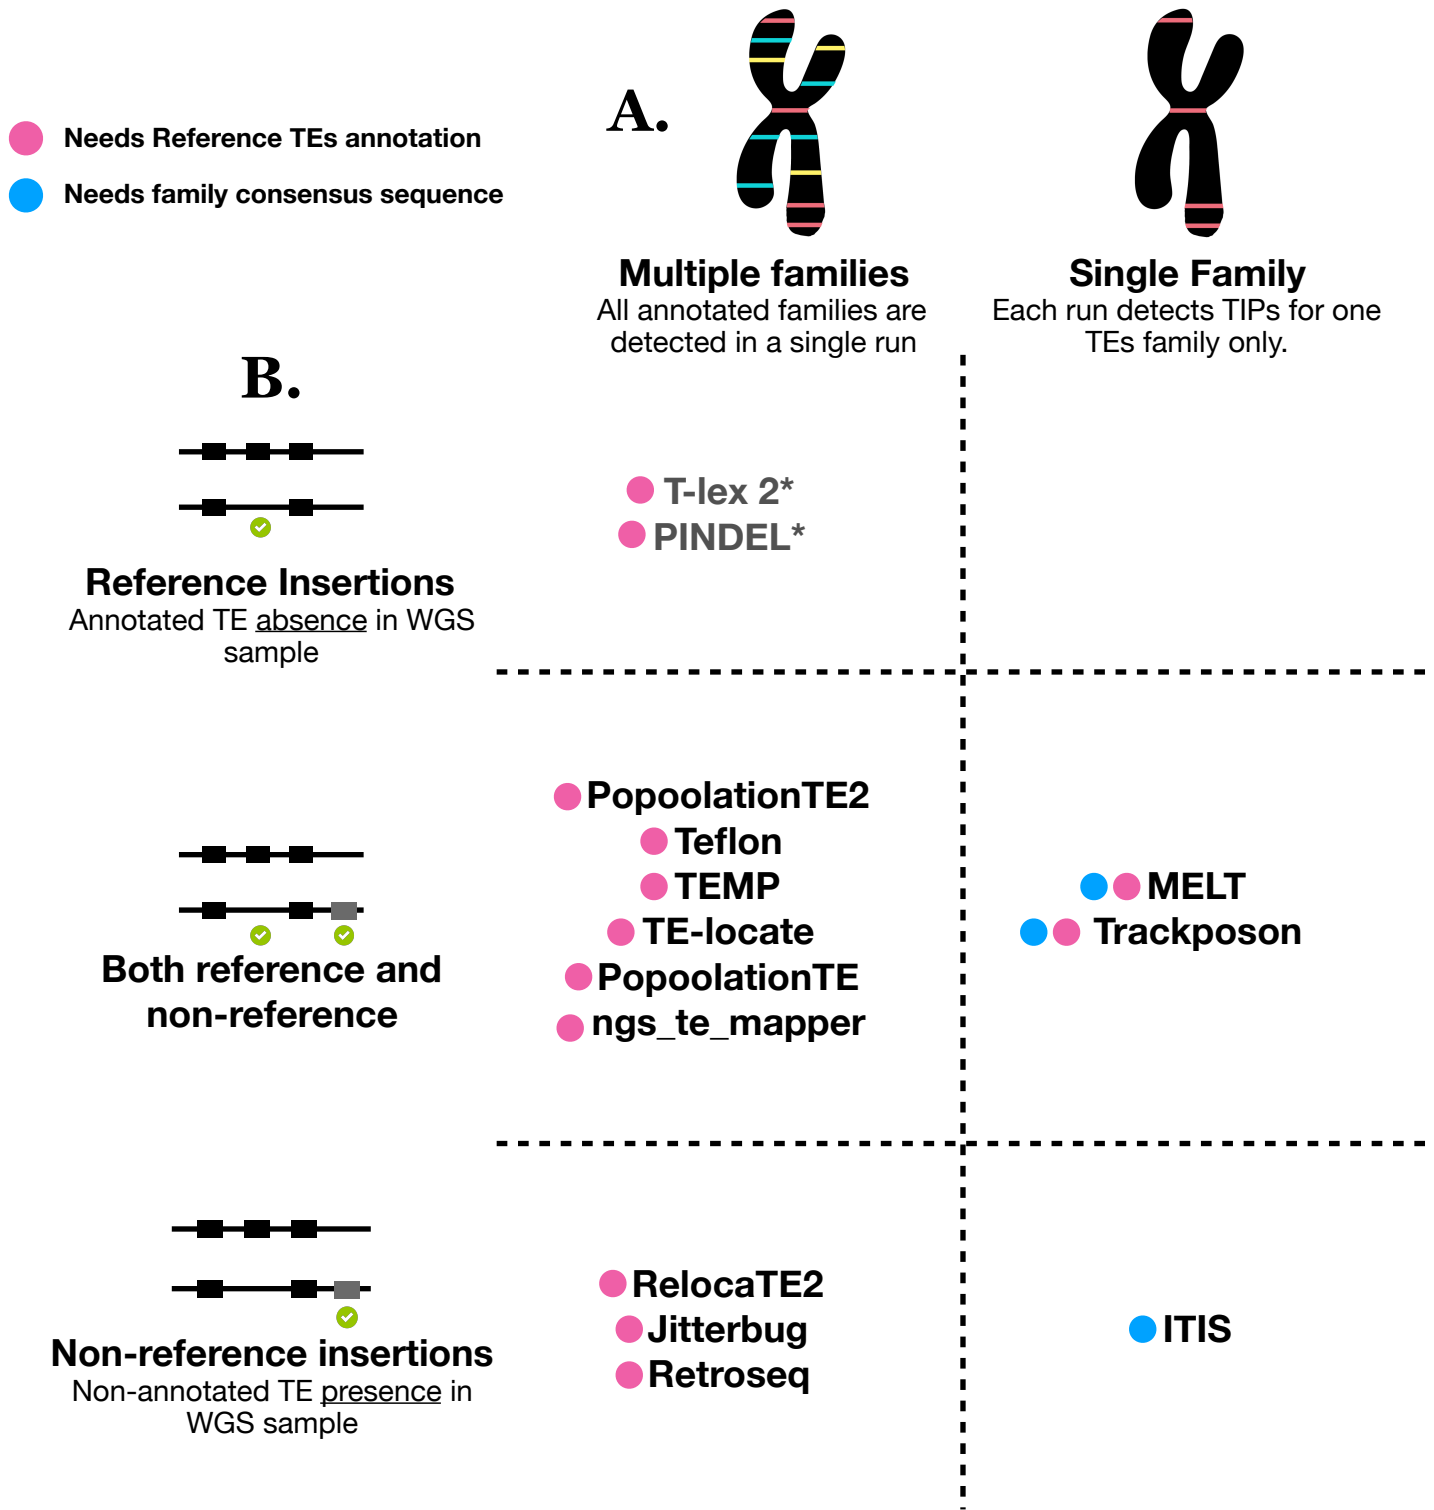 Needs Reference TEs annotation
Needs family consensus sequence
A.
Multiple families
All annotated families are
detected in a single run
Single Family
Each run detects TIPs for one
TEs family only.
B.
Reference Insertions
Annotated TE absence in WGS
sample
T-lex 2*
PINDEL*
Both reference and
non-reference
PopoolationTE2
Teflon
TEMP
TE-locate
PopoolationTE
ngs_te_mapper
MELT
Trackposon
Non-reference insertions
Non-annotated TE presence in
WGS sample
RelocaTE2
Jitterbug
Retroseq
ITIS